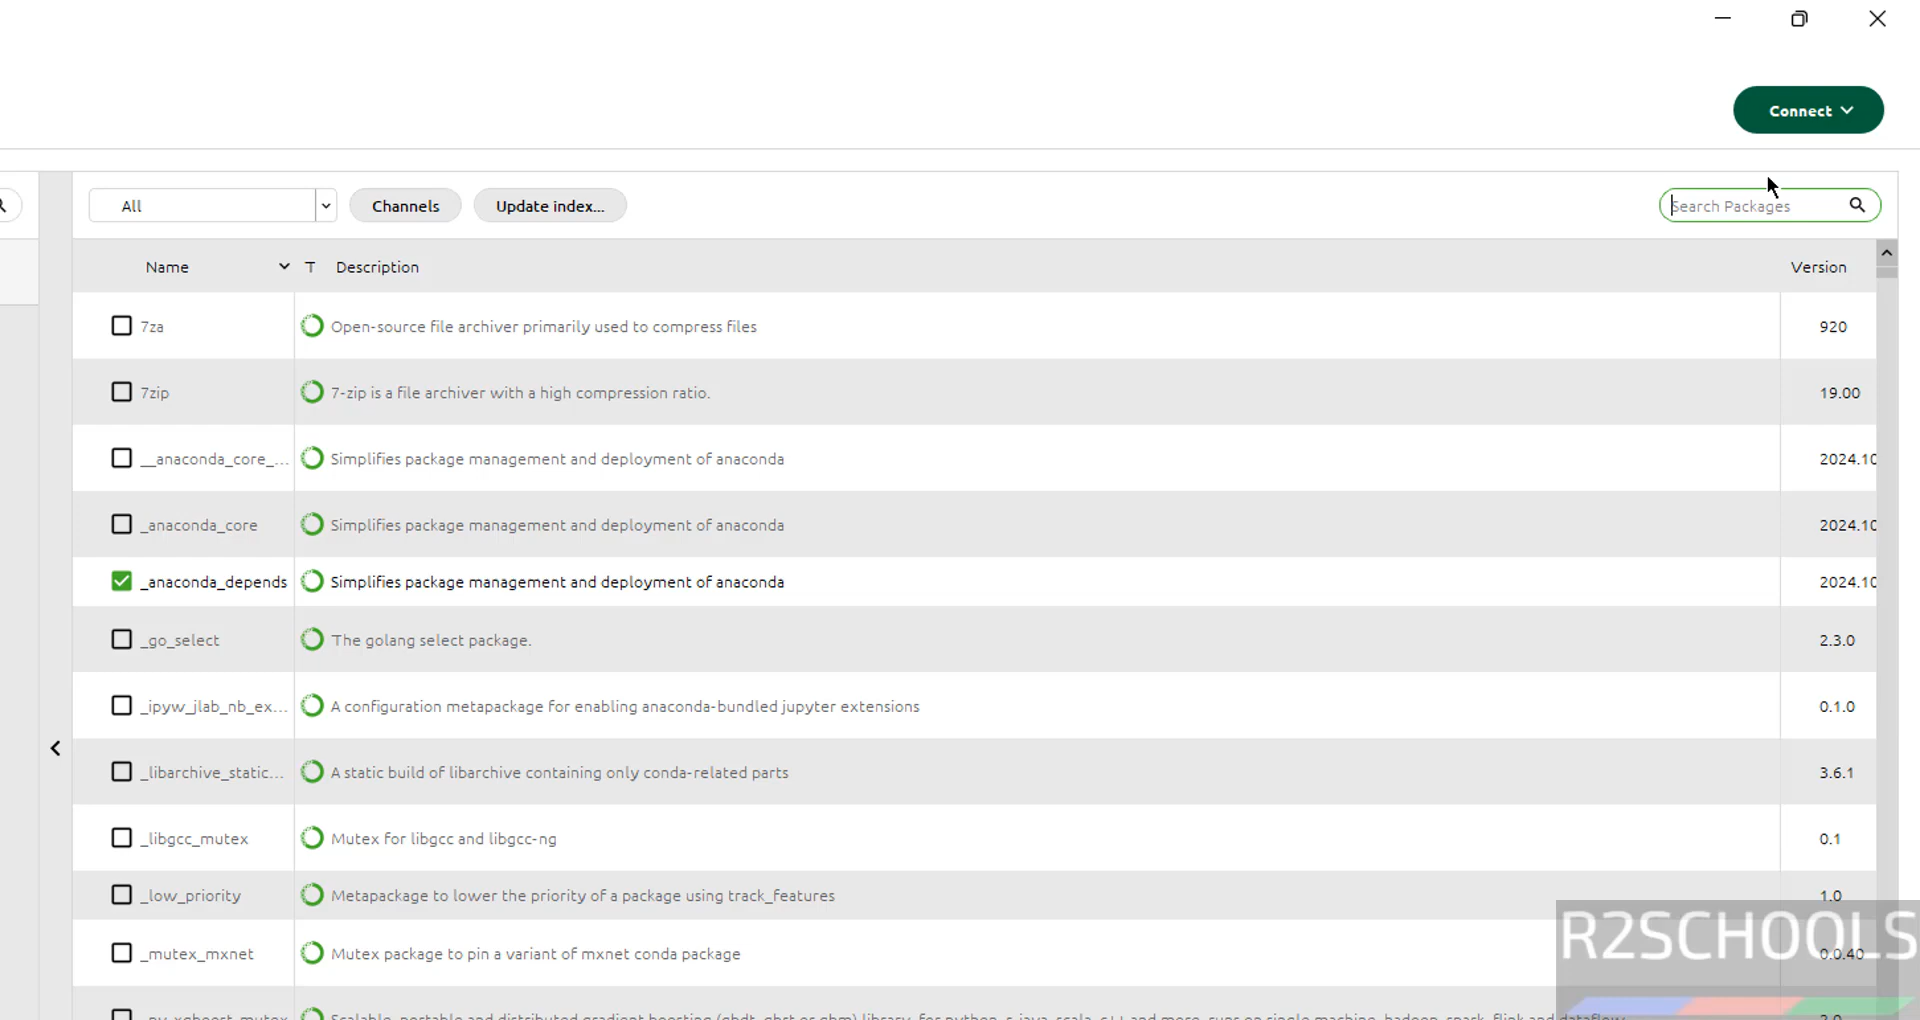 Connect
All
Channels
Update index...
Search Packages
Name T Description Version
7za Open-source file archiver primarily used to compress files 920
7zip 7-zip is a file archiver with a high compression ratio. 19.00
__anaconda_core_... Simplifies package management and deployment of anaconda 2024.10
_anaconda_core Simplifies package management and deployment of anaconda 2024.10
_anaconda_depends Simplifies package management and deployment of anaconda 2024.10
_go_select The golang select package. 2.3.0
_ipyw_jlab_nb_ex... A configuration metapackage for enabling anaconda-bundled jupyter extensions 0.1.0
_libarchive_static... A static build of libarchive containing only conda-related parts 3.6.1
_libgcc_mutex Mutex for libgcc and libgcc-ng 0.1
_low_priority Metapackage to lower the priority of a package using track_features 1.0
_mutex_mxnet Mutex package to pin a variant of mxnet conda package 0.0.40
R2SCHOOLS